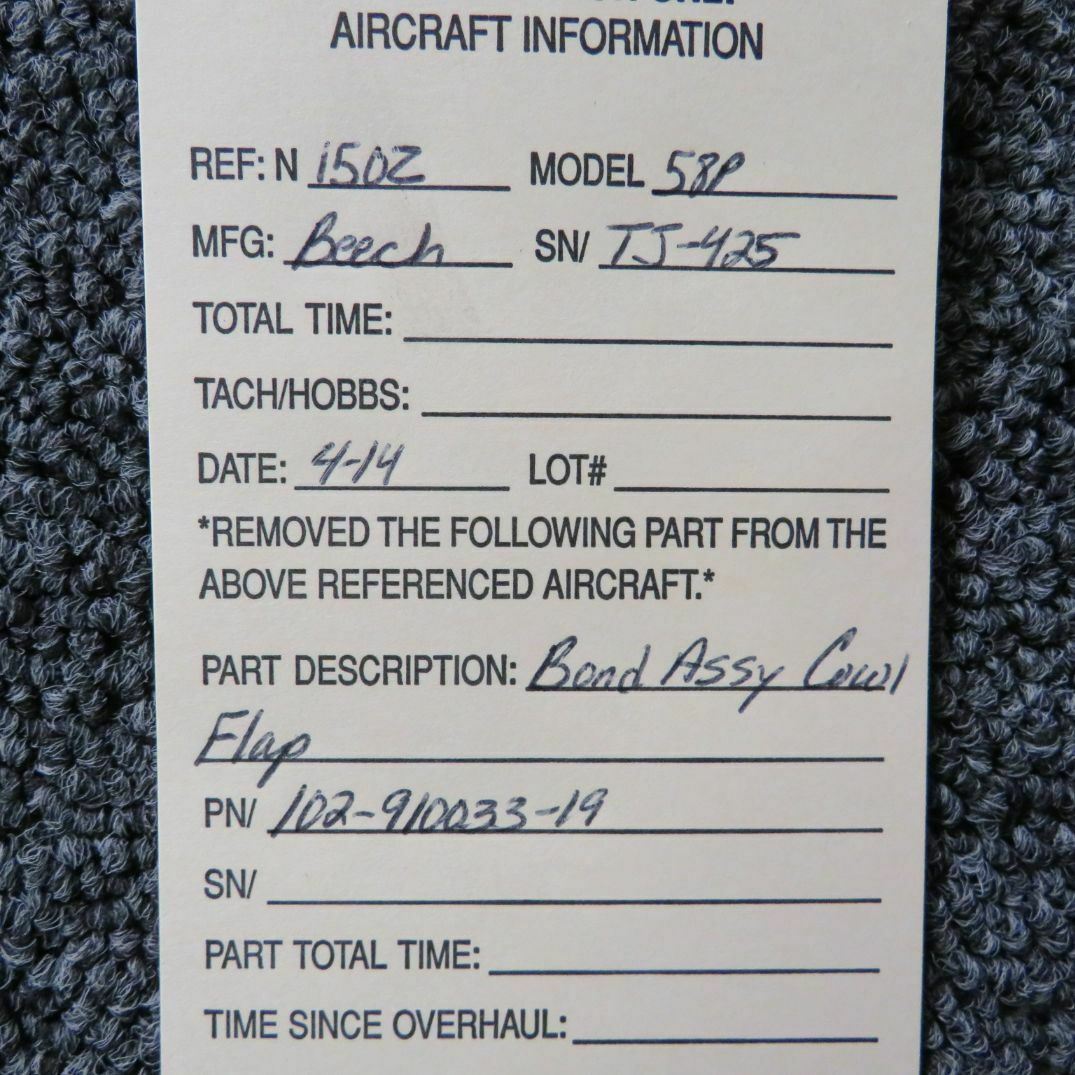 AIRCRAFT INFORMATION
REF: N 150Z MODEL 58P
MFG: Beech SN/ TJ-425
TOTAL TIME:
TACH/HOBBS:
DATE: 4-14 LOT#
*REMOVED THE FOLLOWING PART FROM THE
ABOVE REFERENCED AIRCRAFT.*
PART DESCRIPTION: Bond Assy Cowl
Flap
PN/ 102-910033-19
SN/
PART TOTAL TIME:
TIME SINCE OVERHAUL: